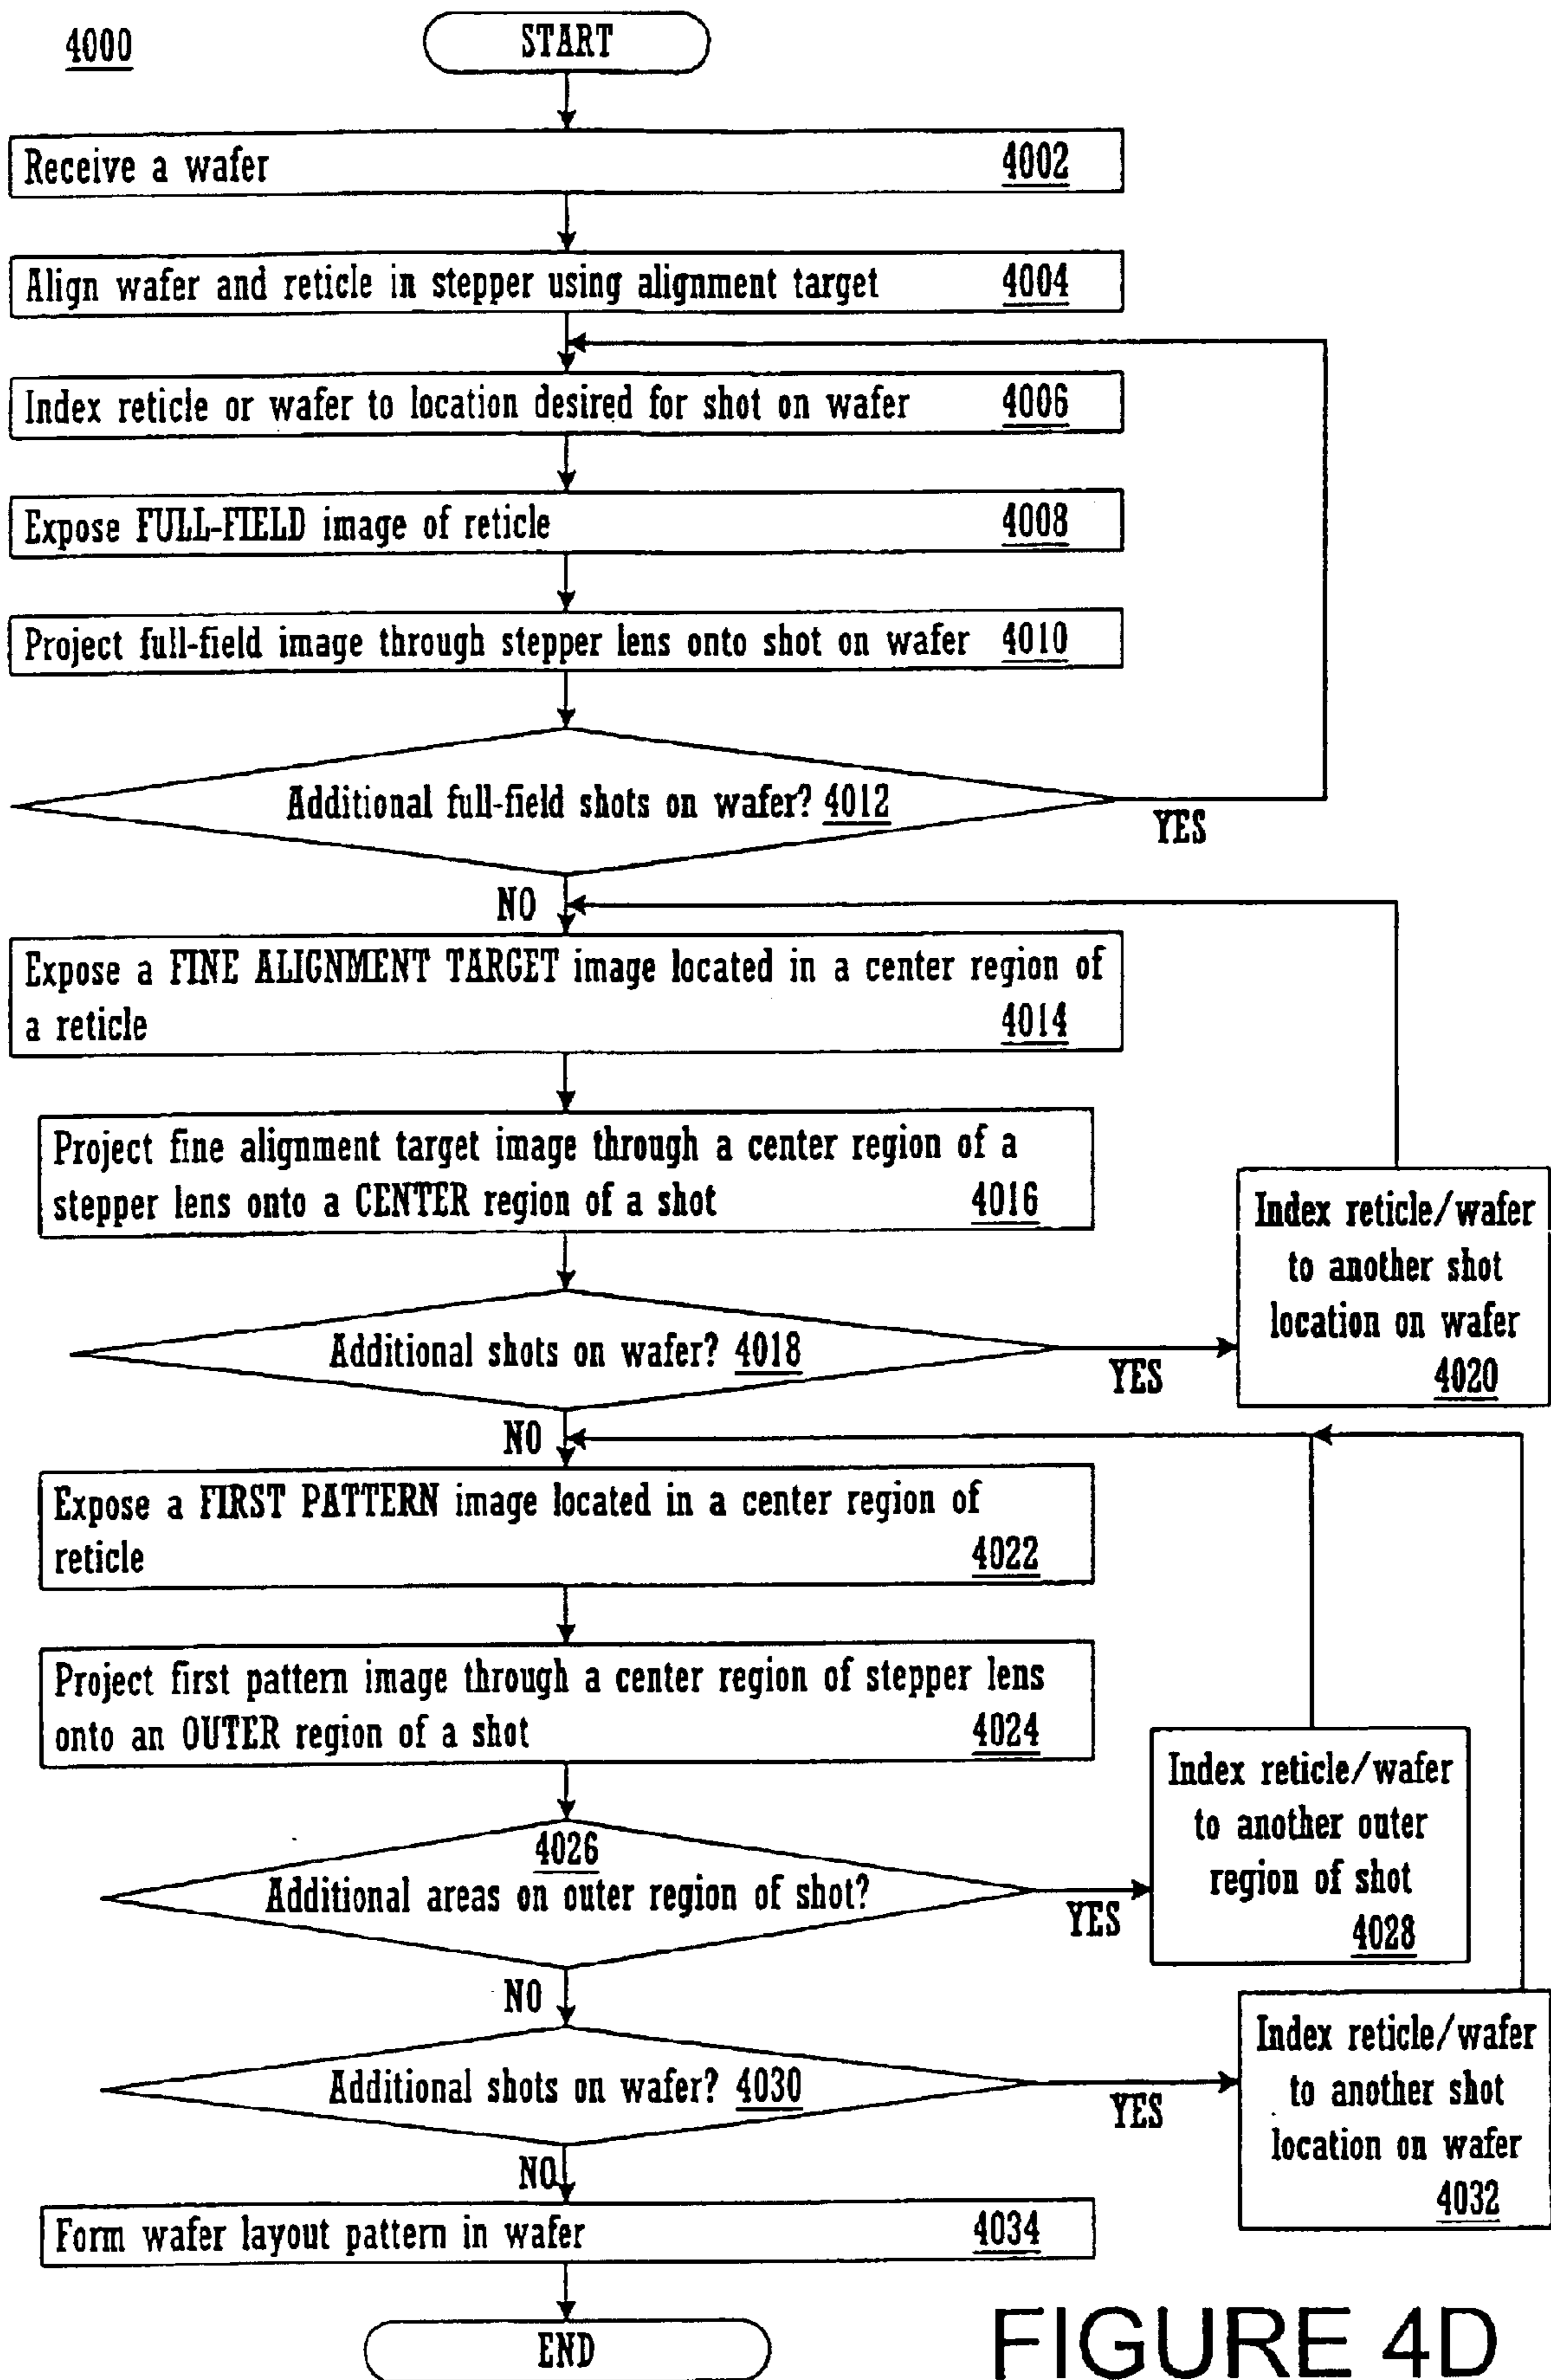 4000
START
Receive a wafer 4002
Align wafer and reticle in stepper using alignment target 4004
Index reticle or wafer to location desired for shot on wafer 4006
Expose FULL-FIELD image of reticle 4008
Project full-field image through stepper lens onto shot on wafer 4010
Additional full-field shots on wafer? 4012
YES
NO
Expose a FINE ALIGNMENT TARGET image located in a center region of
a reticle 4014
Project fine alignment target image through a center region of a
stepper lens onto a CENTER region of a shot 4016
Additional shots on wafer? 4018
YES
Index reticle/wafer
to another shot
location on wafer
4020
NO
Expose a FIRST PATTERN image located in a center region of
reticle 4022
Project first pattern image through a center region of stepper lens
onto an OUTER region of a shot 4024
4026
Additional areas on outer region of shot?
YES
Index reticle/wafer
to another outer
region of shot
4028
NO
Additional shots on wafer? 4030
YES
Index reticle/wafer
to another shot
location on wafer
4032
NO
Form wafer layout pattern in wafer 4034
END
FIGURE 4D